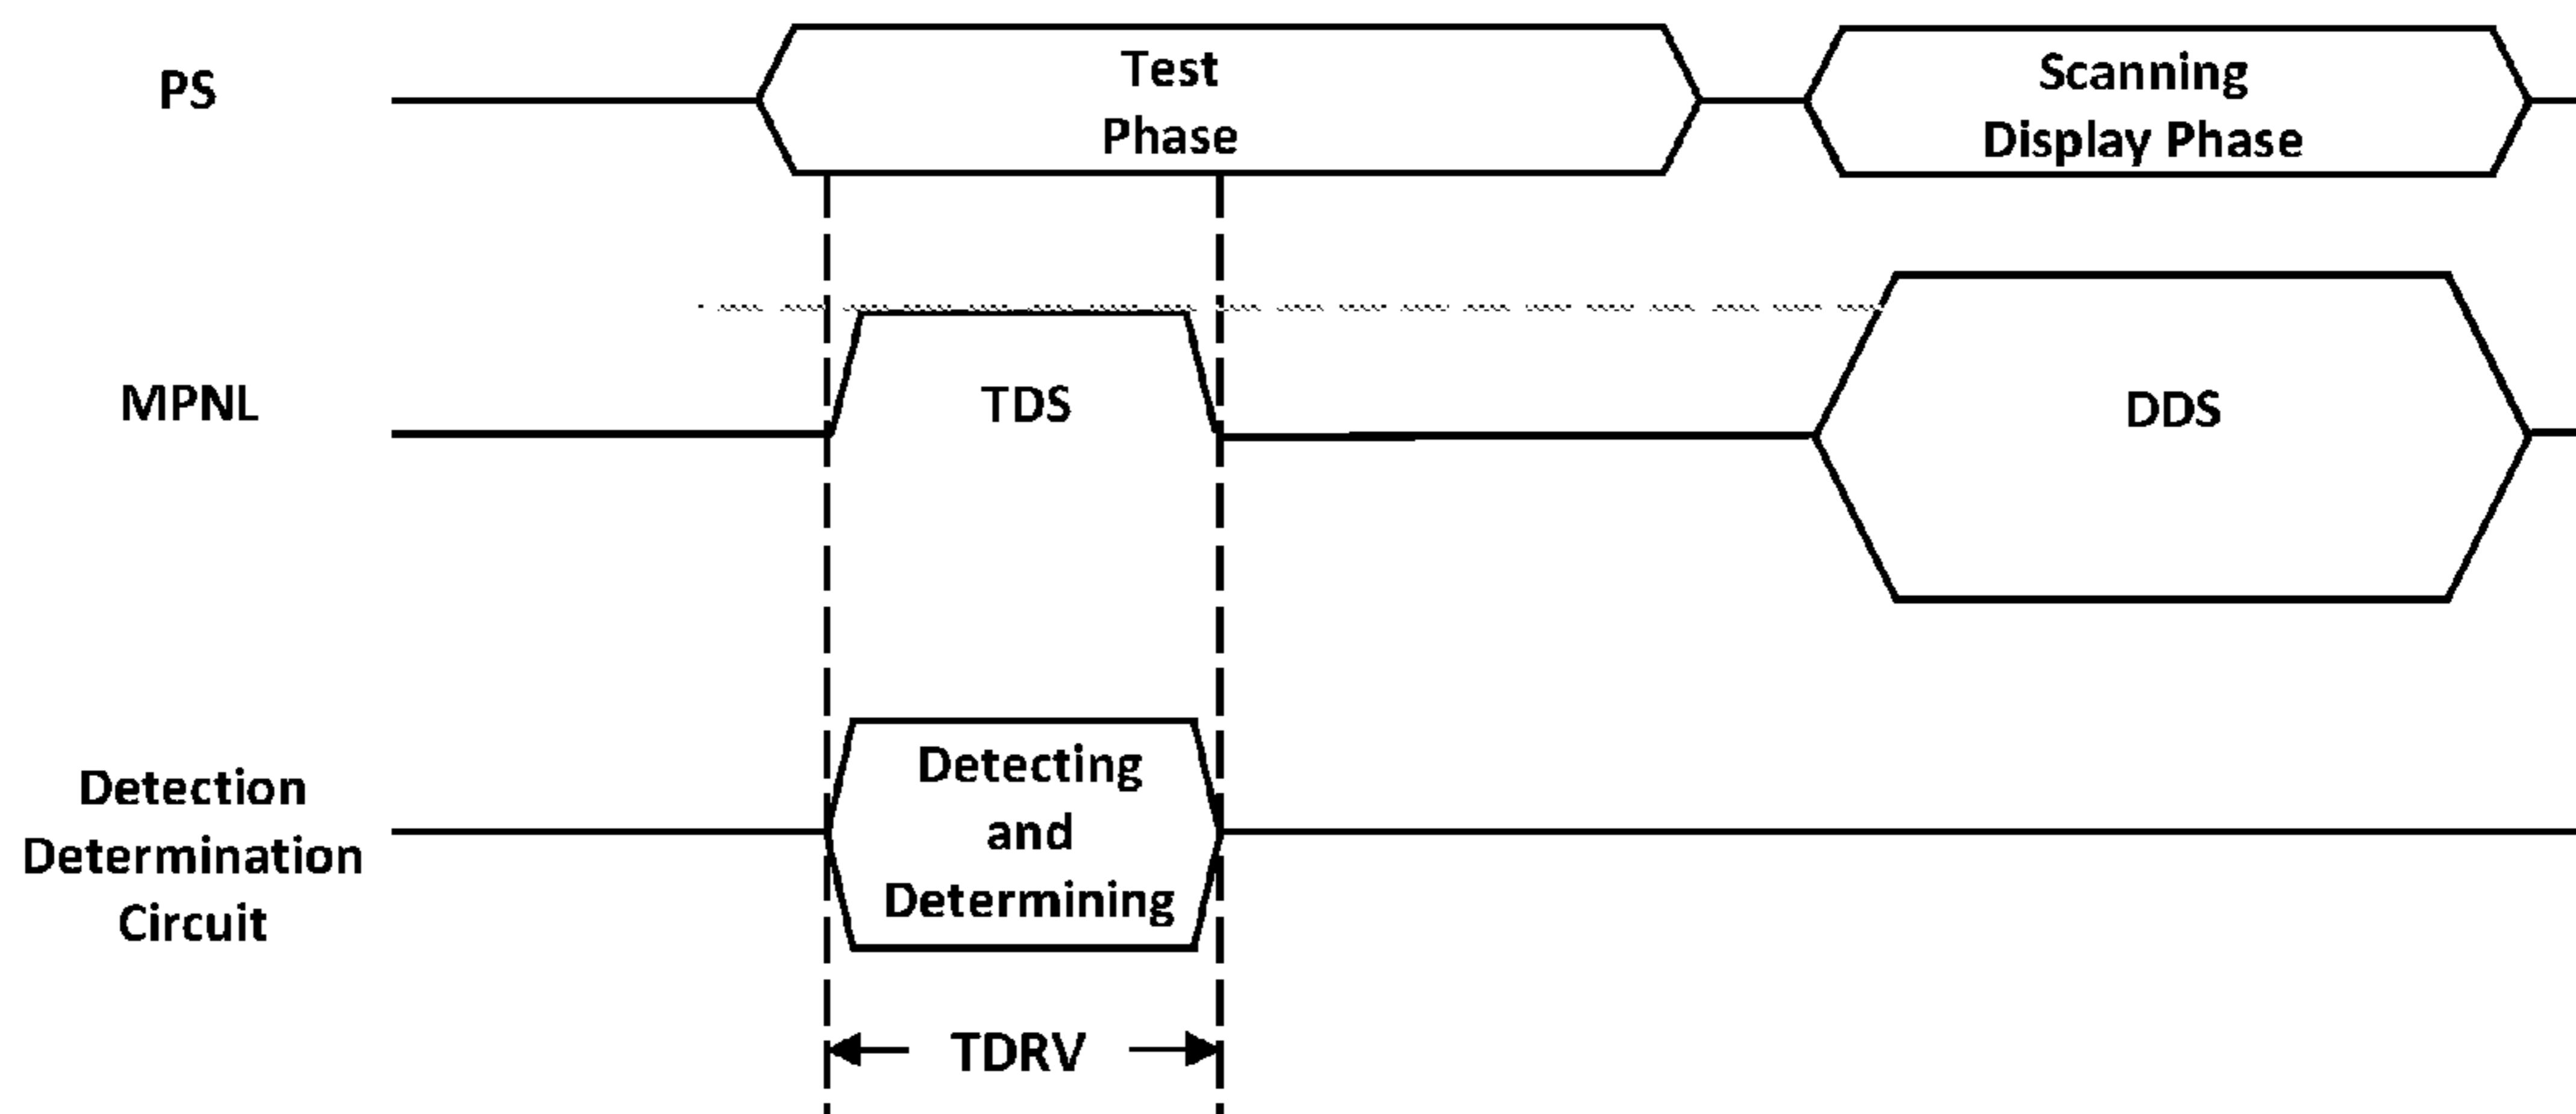 PS
Test
Phase
Scanning
Display Phase
MPNL
TDS
DDS
Detection
Determination
Circuit
Detecting
and
Determining
TDRV